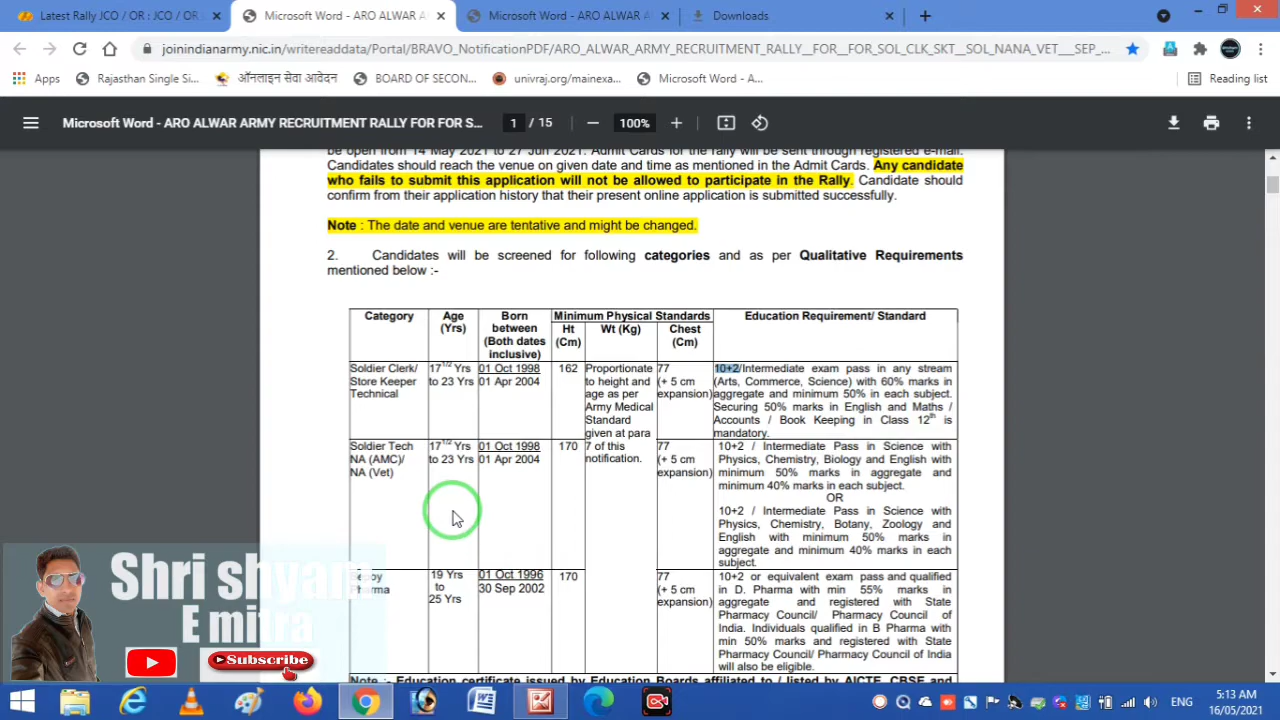 Latest Rally JCO / OR : JCO / OR
Microsoft Word - ARO ALWAR A
Microsoft Word - ARO ALWAR A
Downloads
joinindianarmy.nic.in/writereaddata/Portal/BRAVO_NotificationPDF/ARO_ALWAR_ARMY_RECRUITMENT_RALLY__FOR__FOR_SOL_CLK_SKT__SOL_NANA_VET___SEP_...
Apps
Rajasthan Single Si...
ऑनलाइन सेवा आवेदन
BOARD OF SECON...
univraj.org/mainexa...
Microsoft Word - A...
Reading list
Microsoft Word - ARO ALWAR ARMY RECRUITMENT RALLY FOR FOR S...
1 / 15
100%
be open from 14 May 2021 to 27 Jun 2021. Admit Cards for the rally will be sent through registered e-mail.
Candidates should reach the venue on given date and time as mentioned in the Admit Cards. Any candidate
who fails to submit this application will not be allowed to participate in the Rally. Candidate should
confirm from their application history that their present online application is submitted successfully.
Note : The date and venue are tentative and might be changed.
2. Candidates will be screened for following categories and as per Qualitative Requirements
mentioned below :-
Category
Age
(Yrs)
Born
between
(Both dates
inclusive)
Minimum Physical Standards
Ht
(Cm)
Wt (Kg)
Chest
(Cm)
Education Requirement/ Standard
Soldier Clerk/
Store Keeper
Technical
17 1/2 Yrs
to 23 Yrs
01 Oct 1998
01 Apr 2004
162
Proportionate
to height and
age as per
Army Medical
Standard
given at para
7 of this
notification.
77
(+ 5 cm
expansion)
10+2/Intermediate exam pass in any stream
(Arts, Commerce, Science) with 60% marks in
aggregate and minimum 50% in each subject.
Securing 50% marks in English and Maths /
Accounts / Book Keeping in Class 12th is
mandatory.
Soldier Tech
NA (AMC)/
NA (Vet)
17 1/2 Yrs
to 23 Yrs
01 Oct 1998
01 Apr 2004
170
77
(+ 5 cm
expansion)
10+2 / Intermediate Pass in Science with
Physics, Chemistry, Biology and English with
minimum 50% marks in aggregate and
minimum 40% marks in each subject.
OR
10+2 / Intermediate Pass in Science with
Physics, Chemistry, Botany, Zoology and
English with minimum 50% marks in
aggregate and minimum 40% marks in each
subject.
Sepoy
Pharma
19 Yrs
to
25 Yrs
01 Oct 1996
30 Sep 2002
170
77
(+ 5 cm
expansion)
10+2 or equivalent exam pass and qualified
in D. Pharma with min 55% marks in
aggregate and registered with State
Pharmacy Council/ Pharmacy Council of
India. Individuals qualified in B Pharma with
min 50% marks and registered with State
Pharmacy Council/ Pharmacy Council of India
will also be eligible.
Note :- Education certificate issued by Education Boards affiliated to / listed by AICTE, CBSE and
Shri shyam
E mitra
Subscribe
ENG
5:13 AM
16/05/2021